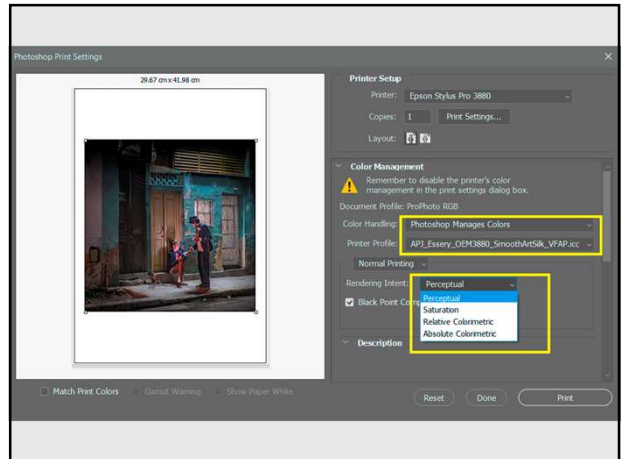 Photoshop Print Settings
29.67 cm x 41.98 cm
Printer Setup
Printer: Epson Stylus Pro 3880
Copies: 1 Print Settings...
Layout:
Color Management
Remember to disable the printer's color
management in the print settings dialog box.
Document Profile: ProPhoto RGB
Color Handling: Photoshop Manages Colors
Printer Profile: APJ_Essery_OEM3880_SmoothArtSilk_VFAP.icc
Normal Printing
Rendering Intent: Perceptual
Black Point Comp
Perceptual
Saturation
Relative Colorimetric
Absolute Colorimetric
Description
Match Print Colors Gamut Warning Show Paper White
Reset Done Print